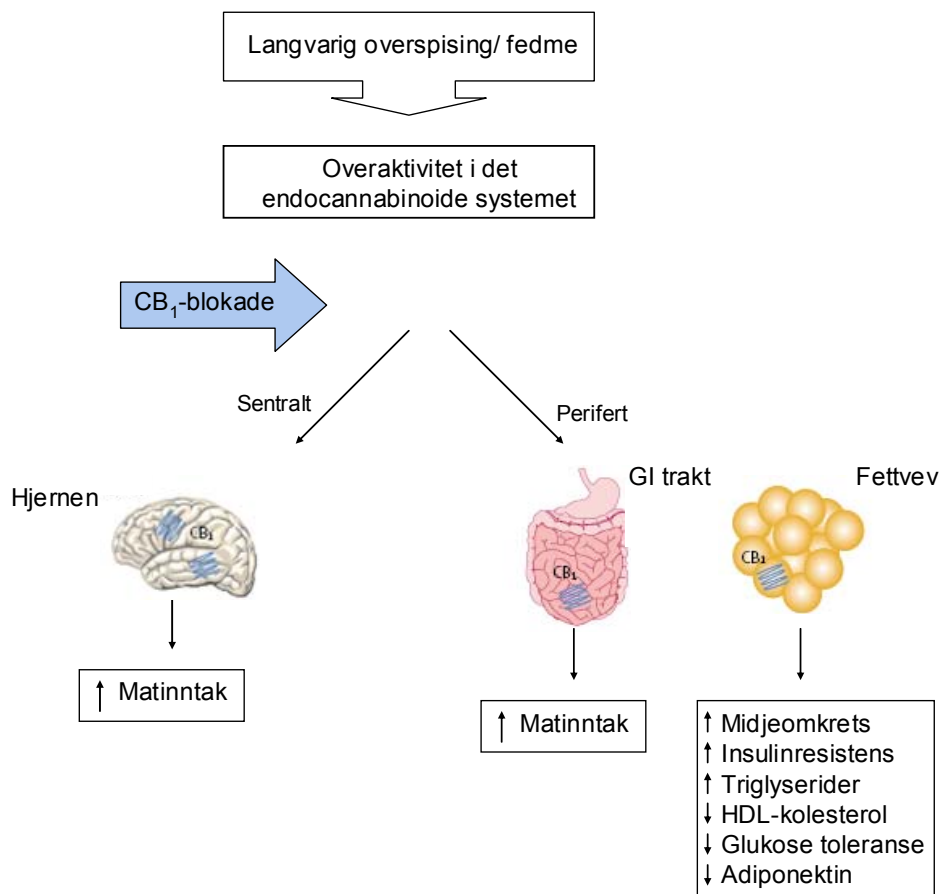 Langvarig overspising/ fedme
Overaktivitet i det
endocannabinoide systemet
CB₁-blokade
Sentralt
Perifert
Hjernen
GI trakt
Fettvev
CB₁
CB₁
CB₁
↑ Matinntak
↑ Matinntak
↑ Midjeomkrets
↑ Insulinresistens
↑ Triglyserider
↓ HDL-kolesterol
↓ Glukose toleranse
↓ Adiponektin